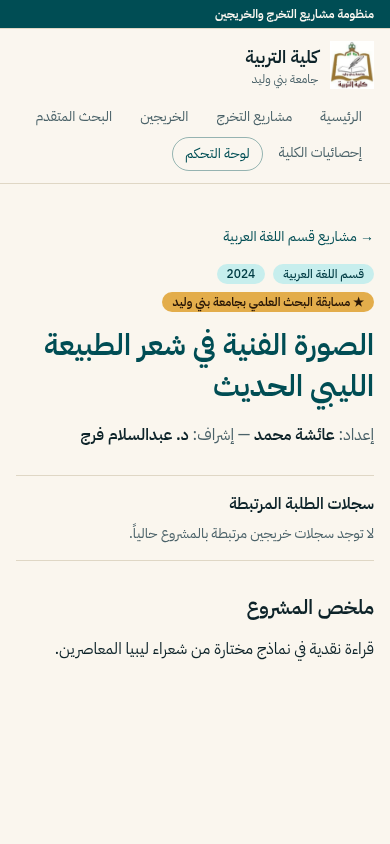 منظومة مشاريع التخرج والخريجين
كلية التربية
جامعة بني وليد
كلية التربية
الرئيسية مشاريع التخرج الخريجين البحث المتقدم
إحصائيات الكلية لوحة التحكم
→ مشاريع قسم اللغة العربية
قسم اللغة العربية 2024
★ مسابقة البحث العلمي بجامعة بني وليد
الصورة الفنية في شعر الطبيعة
الليبي الحديث
إعداد: عائشة محمد — إشراف: د. عبدالسلام فرج
سجلات الطلبة المرتبطة
لا توجد سجلات خريجين مرتبطة بالمشروع حالياً.
ملخص المشروع
قراءة نقدية في نماذج مختارة من شعراء ليبيا المعاصرين.